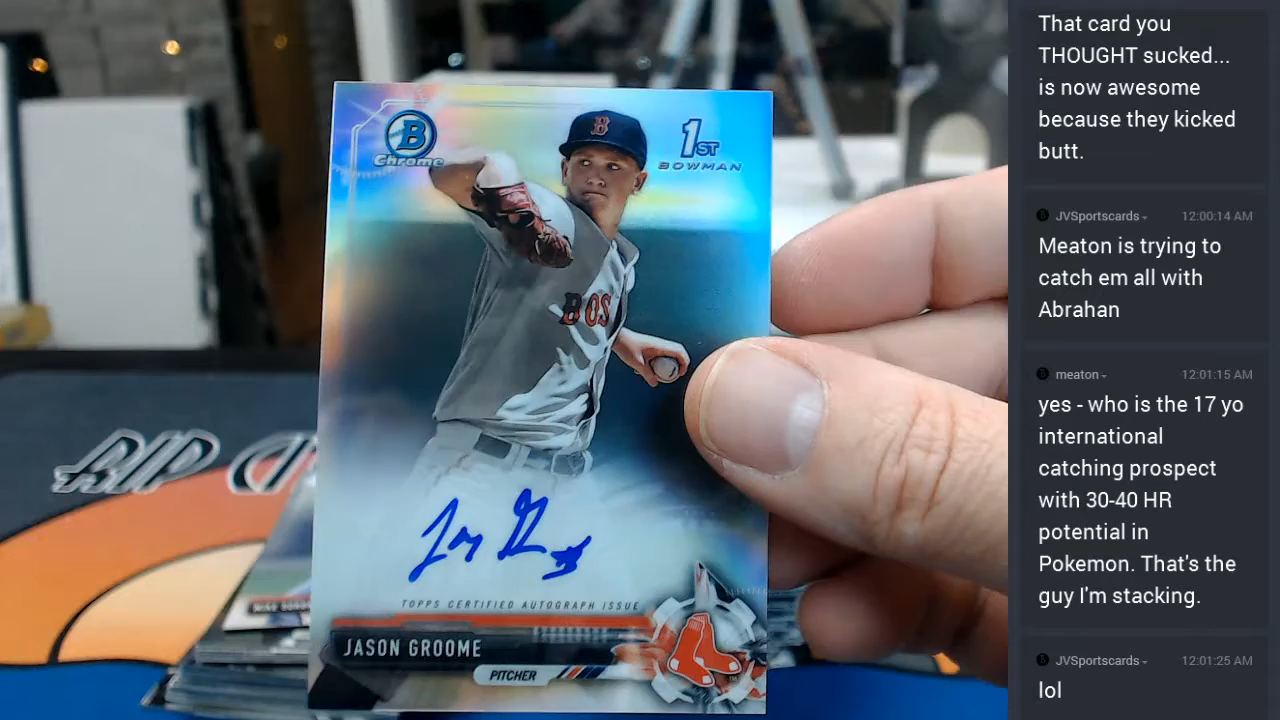 B
Chrome
B
1ST
BOWMAN
BOS
TOPPS CERTIFIED AUTOGRAPH ISSUE
JASON GROOME
PITCHER
RIP
That card you
THOUGHT sucked...
is now awesome
because they kicked
butt.
JVSportscards
12:00:14 AM
Meaton is trying to
catch em all with
Abrahan
meaton
12:01:15 AM
yes - who is the 17 yo
international
catching prospect
with 30-40 HR
potential in
Pokemon. That's the
guy I'm stacking.
JVSportscards
12:01:25 AM
lol